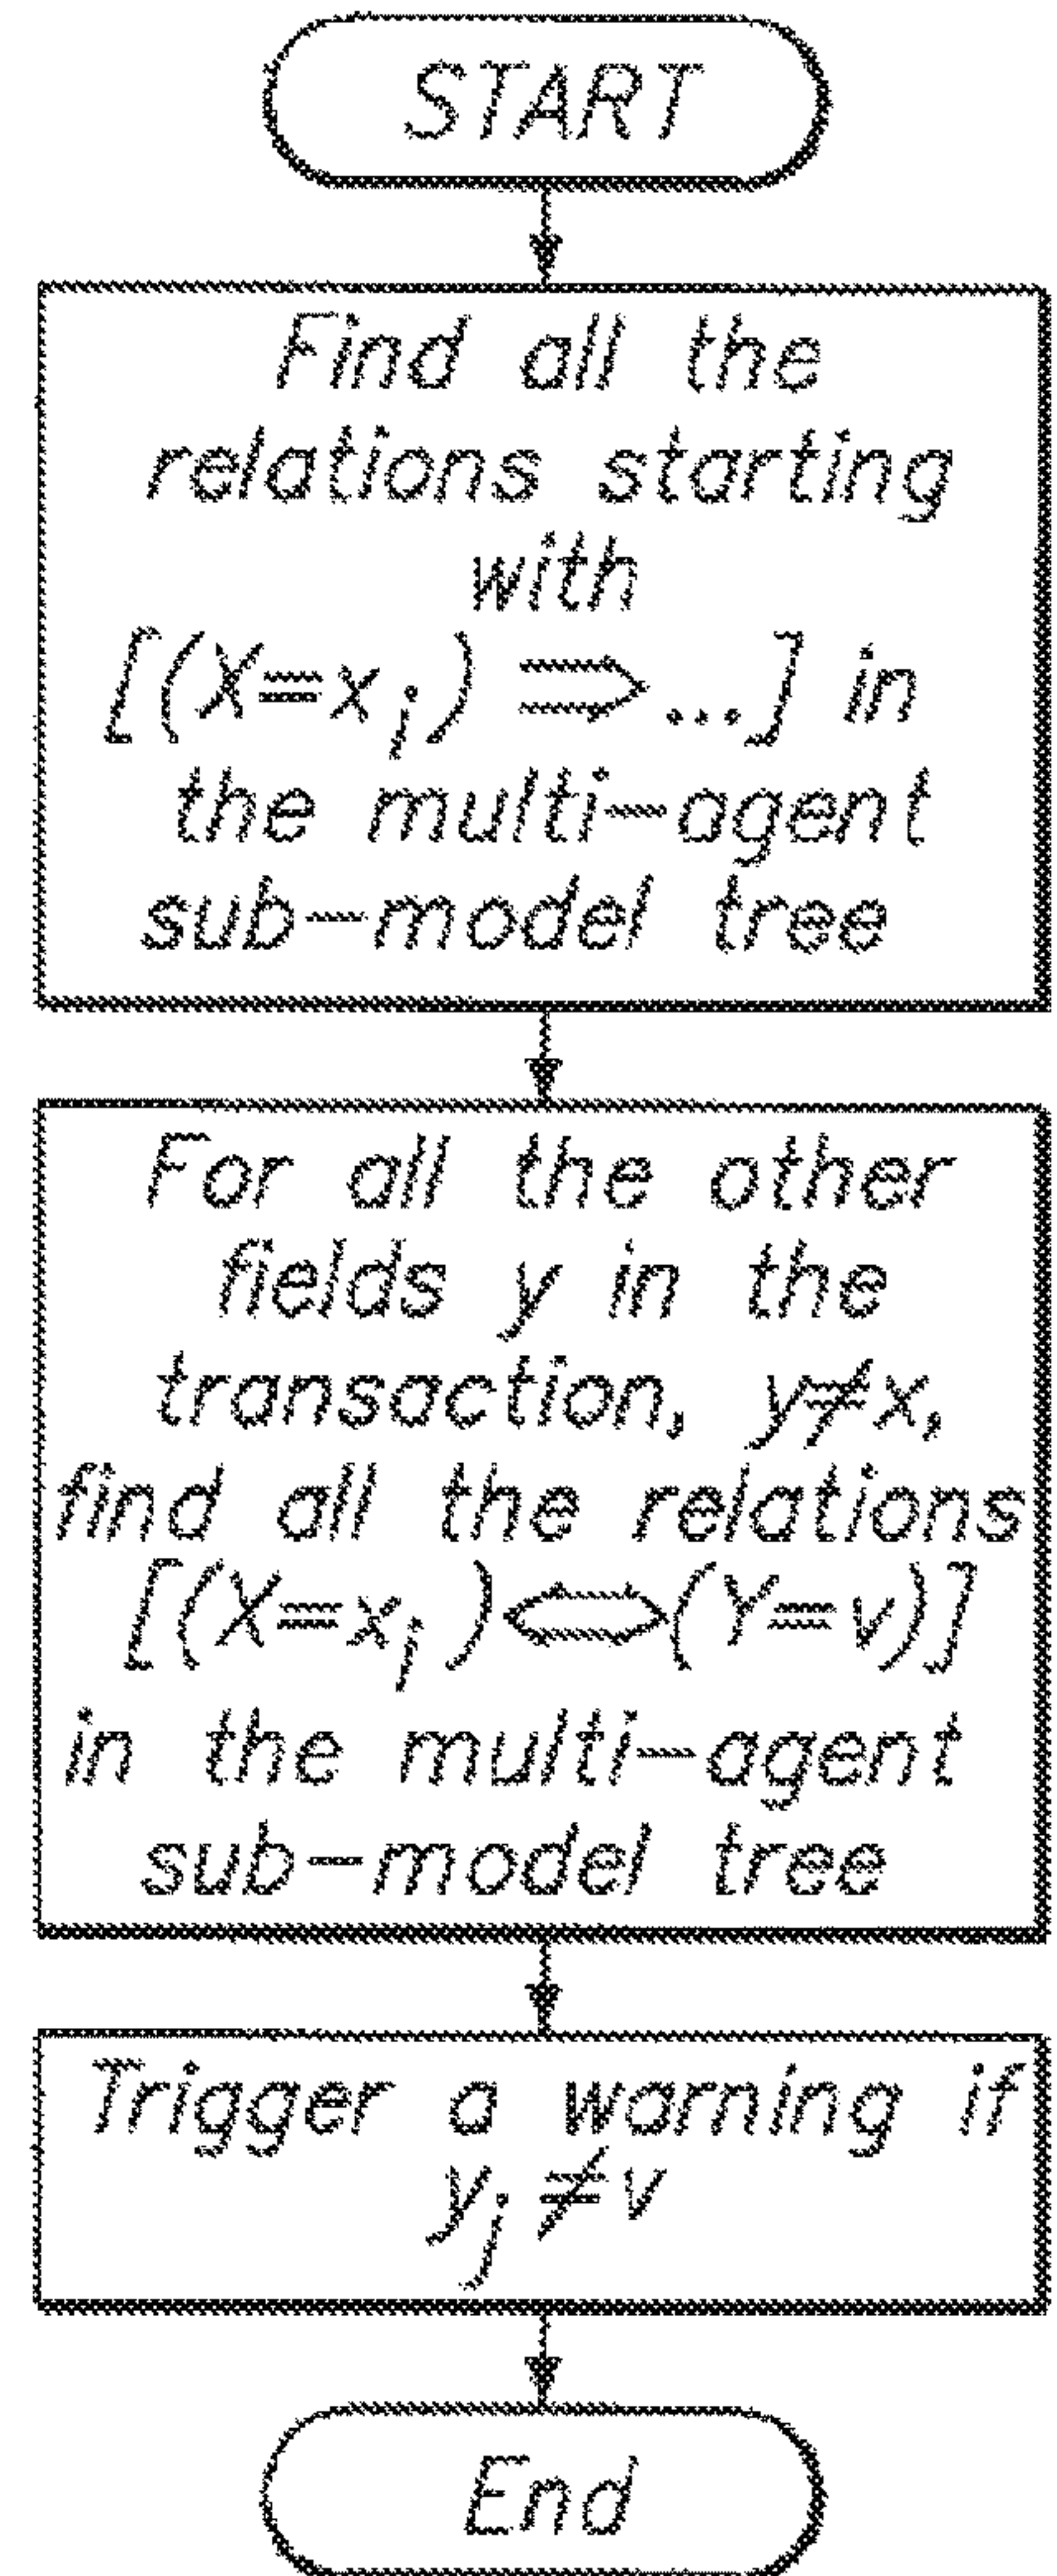 START
Find all the
relations starting
with
[(X=xᵢ) ⇒...] in
the multi-agent
sub-model tree
For all the other
fields y in the
transaction, y≠x,
find all the relations
[(X=xᵢ)⇔(Y=v)]
in the multi-agent
sub-model tree
Trigger a warning if
yⱼ≠v
End